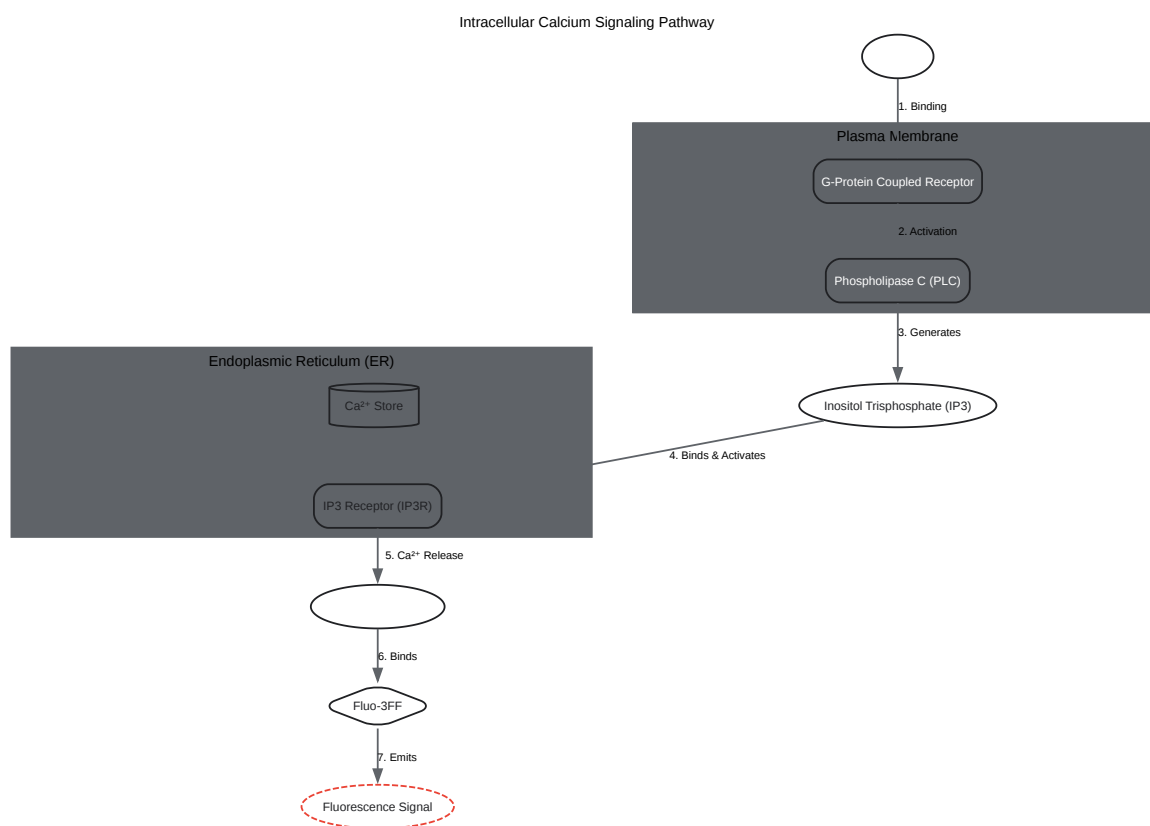 Intracellular Calcium Signaling Pathway
1. Binding
Plasma Membrane
G-Protein Coupled Receptor
2. Activation
Phospholipase C (PLC)
3. Generates
Endoplasmic Reticulum (ER)
Ca²⁺ Store
Inositol Trisphosphate (IP3)
4. Binds & Activates
IP3 Receptor (IP3R)
5. Ca²⁺ Release
6. Binds
Fluo-3FF
7. Emits
Fluorescence Signal